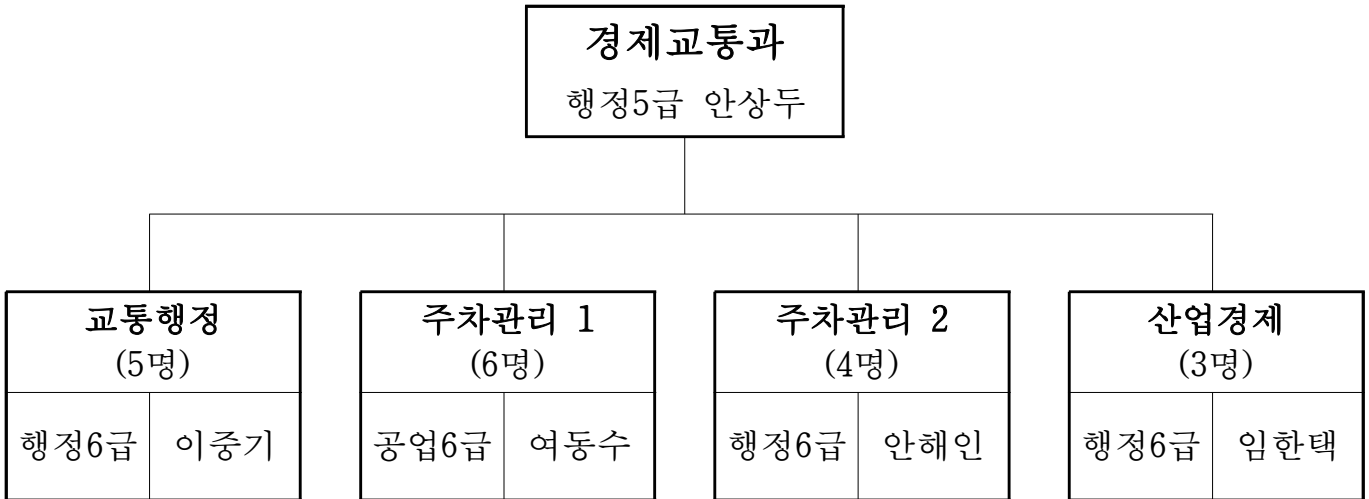 경제교통과
행정5급 안상두
교통행정
(5명)
행정6급 이중기
주차관리 1
(6명)
공업6급 여동수
주차관리 2
(4명)
행정6급 안해인
산업경제
(3명)
행정6급 임한택